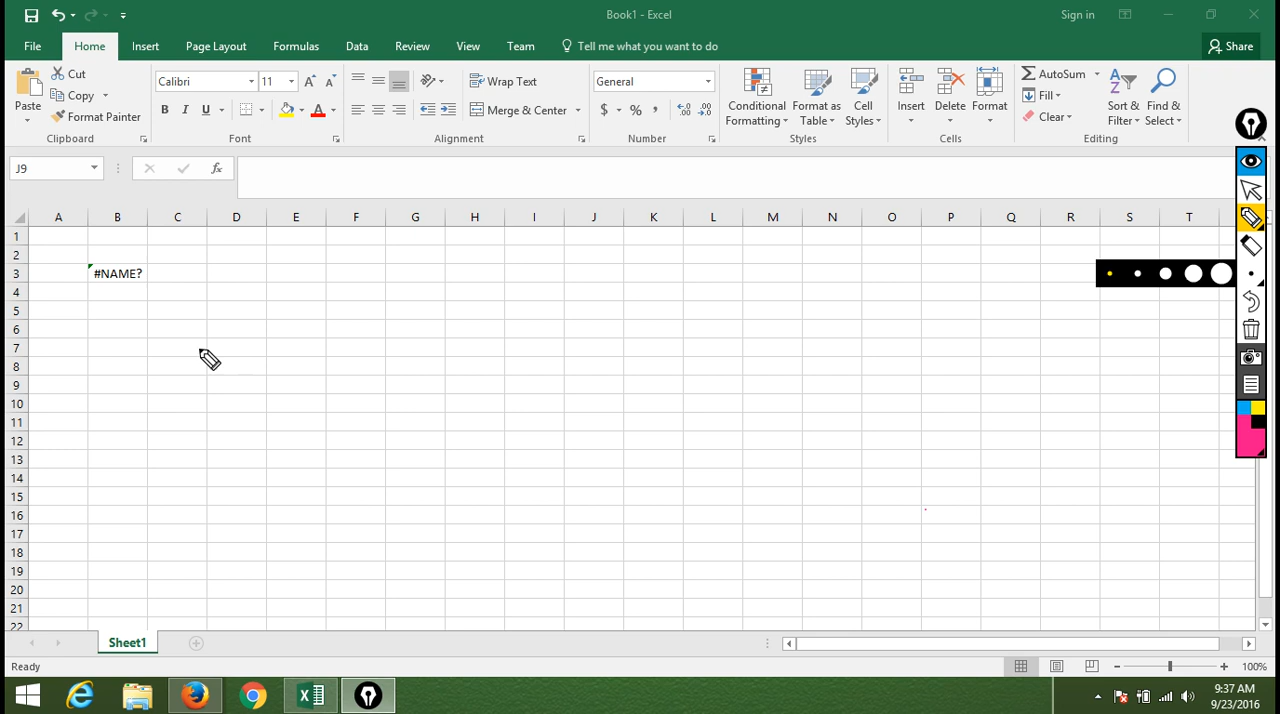 Book1 - Excel
Sign in
File Home Insert Page Layout Formulas Data Review View Team Tell me what you want to do Share
Paste
Cut
Copy
Format Painter
Clipboard
Calibri 11
B I U
A A A
Font
Wrap Text
Merge & Center
Alignment
General
$ % ,
Number
Conditional Formatting
Format as Table
Cell Styles
Styles
Insert
Delete
Format
Cells
AutoSum
Fill
Clear
Sort & Filter
Find & Select
Editing
J9
fx
A B C D E F G H I J K L M N O P Q R S T
1
2
3 #NAME?
4
5
6
7
8
9
10
11
12
13
14
15
16
17
18
19
20
21
22
Sheet1
Ready
100%
9:37 AM
9/23/2016